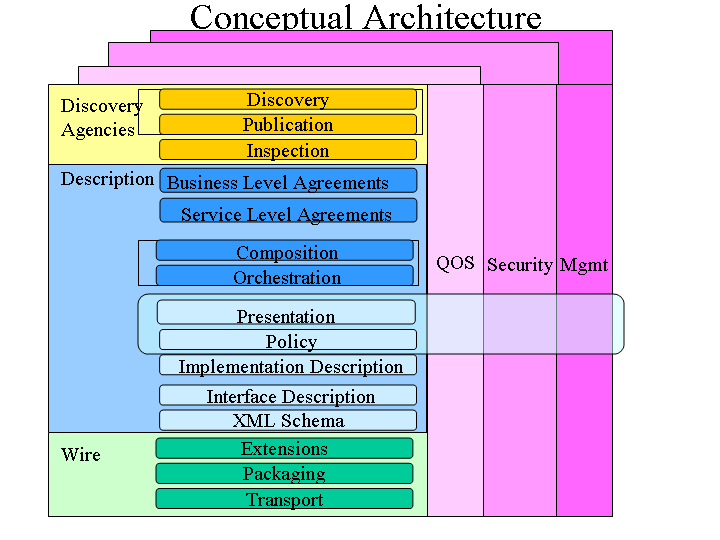 Conceptual Architecture
Discovery
Agencies
Discovery
Publication
Inspection
Description
Business Level Agreements
Service Level Agreements
Composition
Orchestration
Presentation
Policy
Implementation Description
Interface Description
XML Schema
Wire
Extensions
Packaging
Transport
QOS
Security
Mgmt